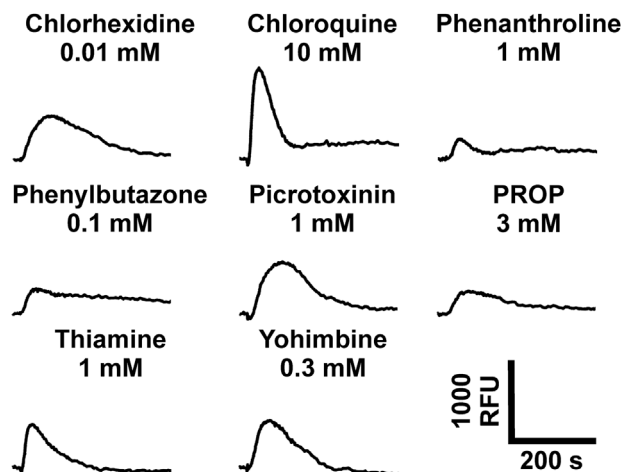 Chlorhexidine
0.01 mM
Chloroquine
10 mM
Phenanthroline
1 mM
Phenylbutazone
0.1 mM
Picrotoxinin
1 mM
PROP
3 mM
Thiamine
1 mM
Yohimbine
0.3 mM
1000
RFU
200 s